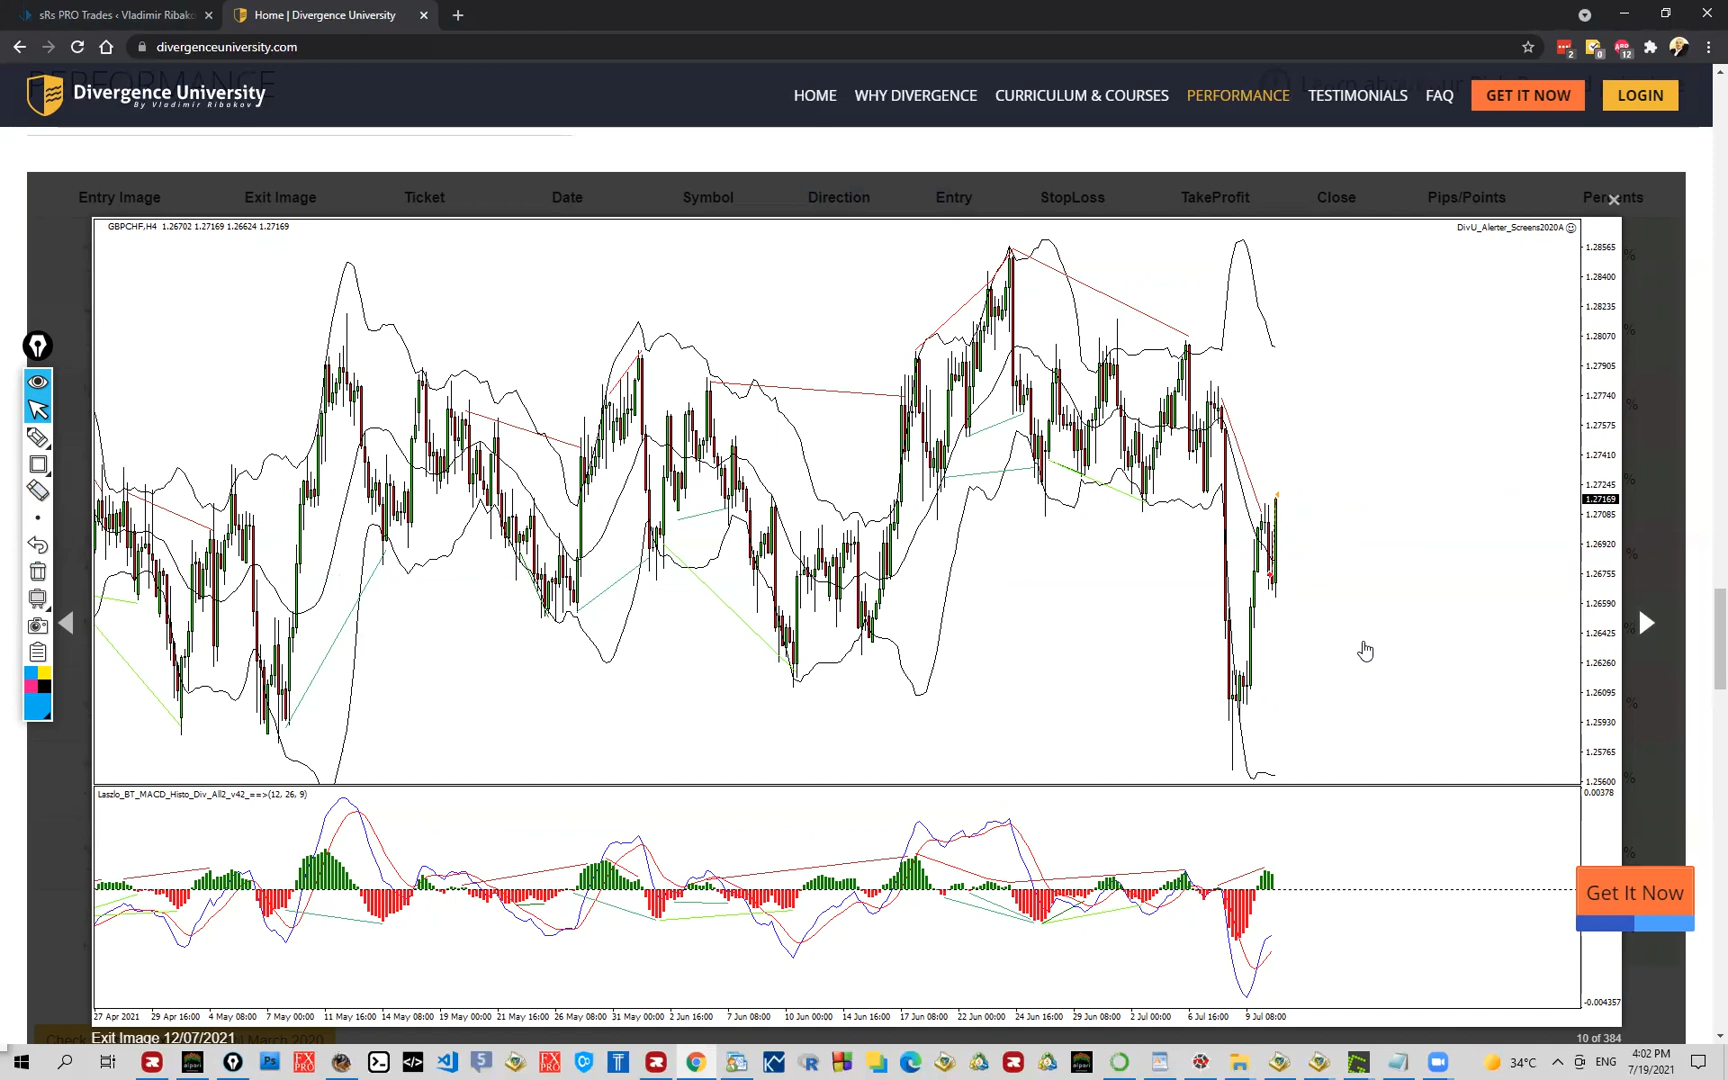 sRs PRO Trades ‹ Vladimir Ribako
Home | Divergence University
divergenceuniversity.com
PERFORMANCE
Divergence University
By Vladimir Ribakov
HOME
WHY DIVERGENCE
CURRICULUM & COURSES
PERFORMANCE
TESTIMONIALS
FAQ
GET IT NOW
LOGIN
Entry Image
Exit Image
Ticket
Date
Symbol
Direction
Entry
StopLoss
TakeProfit
Close
Pips/Points
Percents
GBPCHF,H4 1.26702 1.27169 1.26624 1.27169
DivU_Alerter_Screens2020A
1.28565
1.28400
1.28235
1.28070
1.27905
1.27740
1.27575
1.27410
1.27245
1.27169
1.27085
1.26920
1.26755
1.26590
1.26425
1.26260
1.26095
1.25930
1.25765
1.25600
Laszlo_BT_MACD_Histo_Div_All2_v42_==>(12, 26, 9)
0.00378
-0.004357
Get It Now
27 Apr 2021
29 Apr 16:00
4 May 08:00
7 May 00:00
11 May 16:00
14 May 08:00
19 May 00:00
21 May 16:00
26 May 08:00
31 May 00:00
2 Jun 16:00
7 Jun 08:00
10 Jun 00:00
14 Jun 16:00
17 Jun 08:00
22 Jun 00:00
24 Jun 16:00
29 Jun 08:00
2 Jul 00:00
6 Jul 16:00
9 Jul 08:00
Exit Image 12/07/2021
10 of 384
34°C
ENG
4:02 PM
7/19/2021